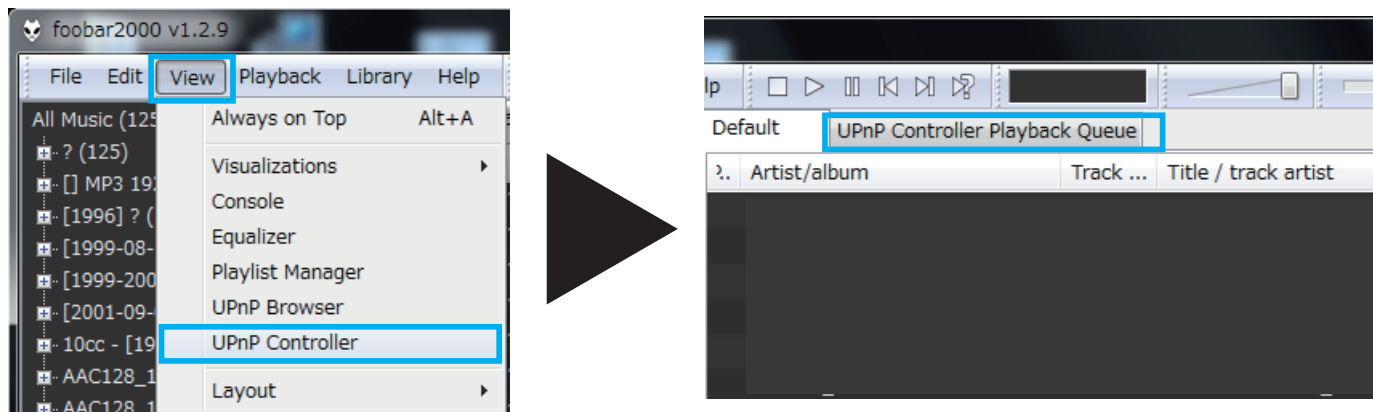 foobar2000 v1.2.9
File Edit View Playback Library Help
All Music (125
? (125)
[] MP3 192
[1996] ? (
[1999-08-
[1999-200
[2001-09-
10cc - [19
AAC128_1
AAC128_1
Always on Top Alt+A
Visualizations
Console
Equalizer
Playlist Manager
UPnP Browser
UPnP Controller
Layout
lp
Default UPnP Controller Playback Queue
.. Artist/album Track ... Title / track artist